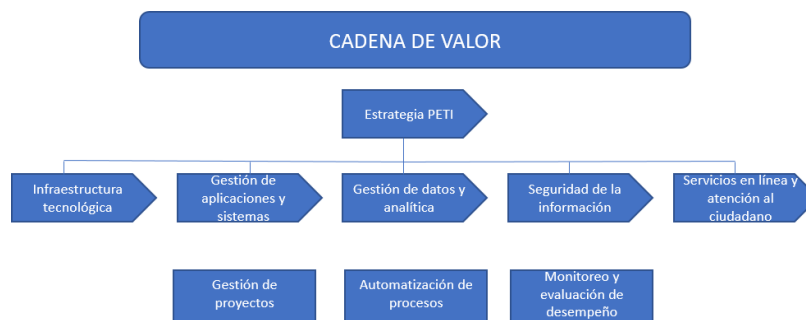 CADENA DE VALOR
Estrategia PETI
Infraestructura
tecnológica
Gestión de
aplicaciones y
sistemas
Gestión de datos y
analítica
Seguridad de la
información
Servicios en línea y
atención al
ciudadano
Gestión de
proyectos
Automatización de
procesos
Monitoreo y
evaluación de
desempeño